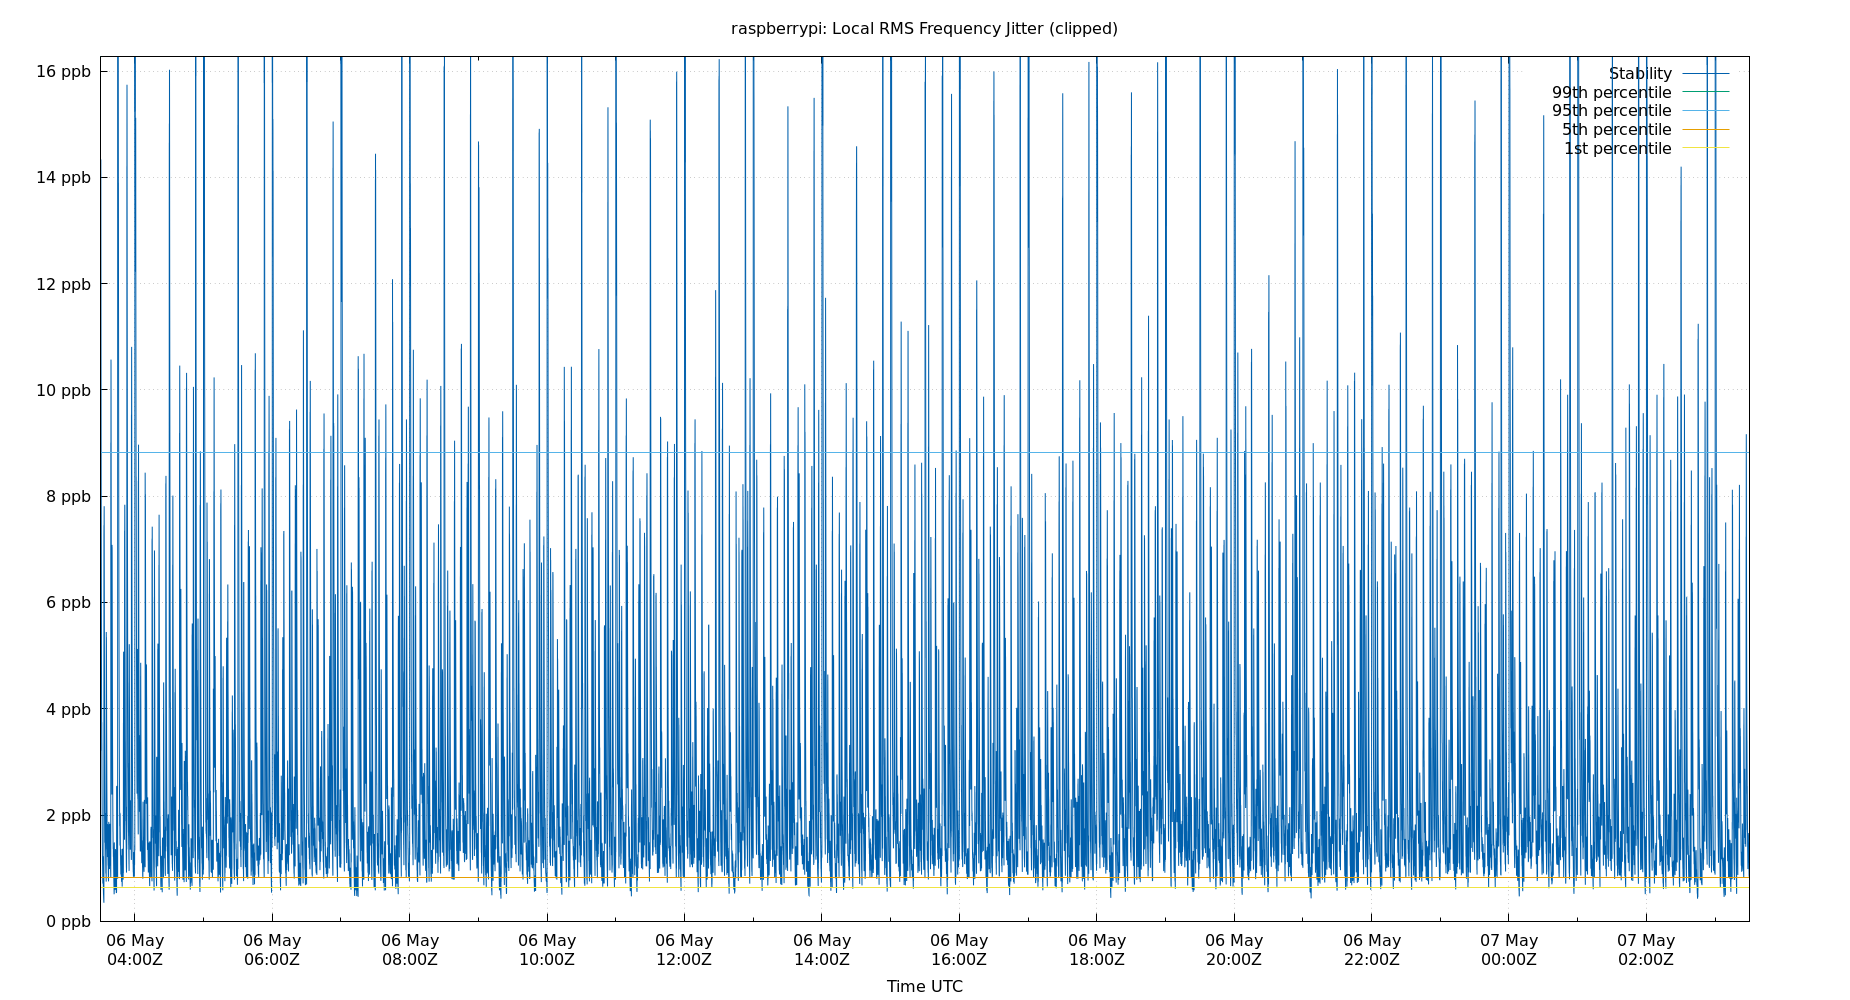 raspberrypi: Local RMS Frequency Jitter (clipped)
16 ppb
14 ppb
12 ppb
10 ppb
8 ppb
6 ppb
4 ppb
2 ppb
0 ppb
Stability
99th percentile
95th percentile
5th percentile
1st percentile
06 May 06 May 06 May 06 May 06 May 06 May 06 May 06 May 06 May 06 May 07 May 07 May
04:00Z 06:00Z 08:00Z 10:00Z 12:00Z 14:00Z 16:00Z 18:00Z 20:00Z 22:00Z 00:00Z 02:00Z
Time UTC